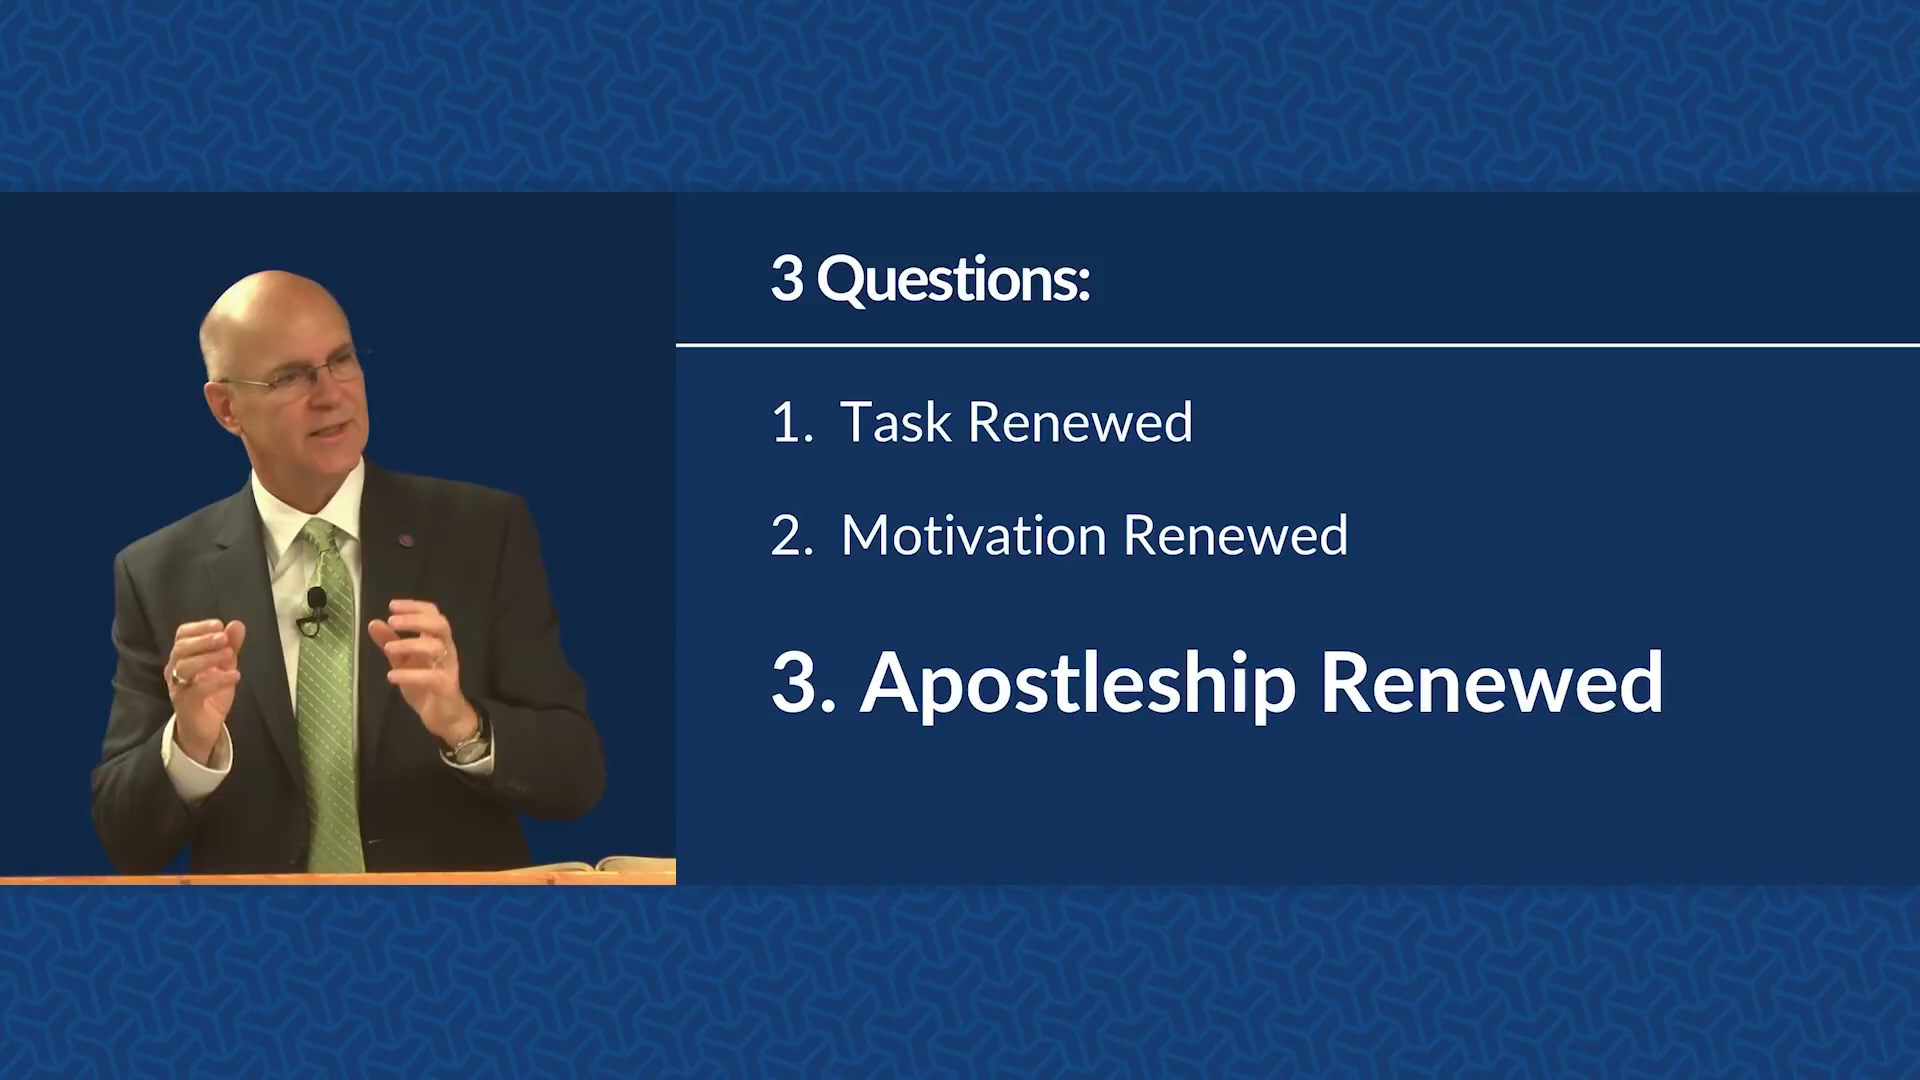 3 Questions:
1. Task Renewed
2. Motivation Renewed
3. Apostleship Renewed